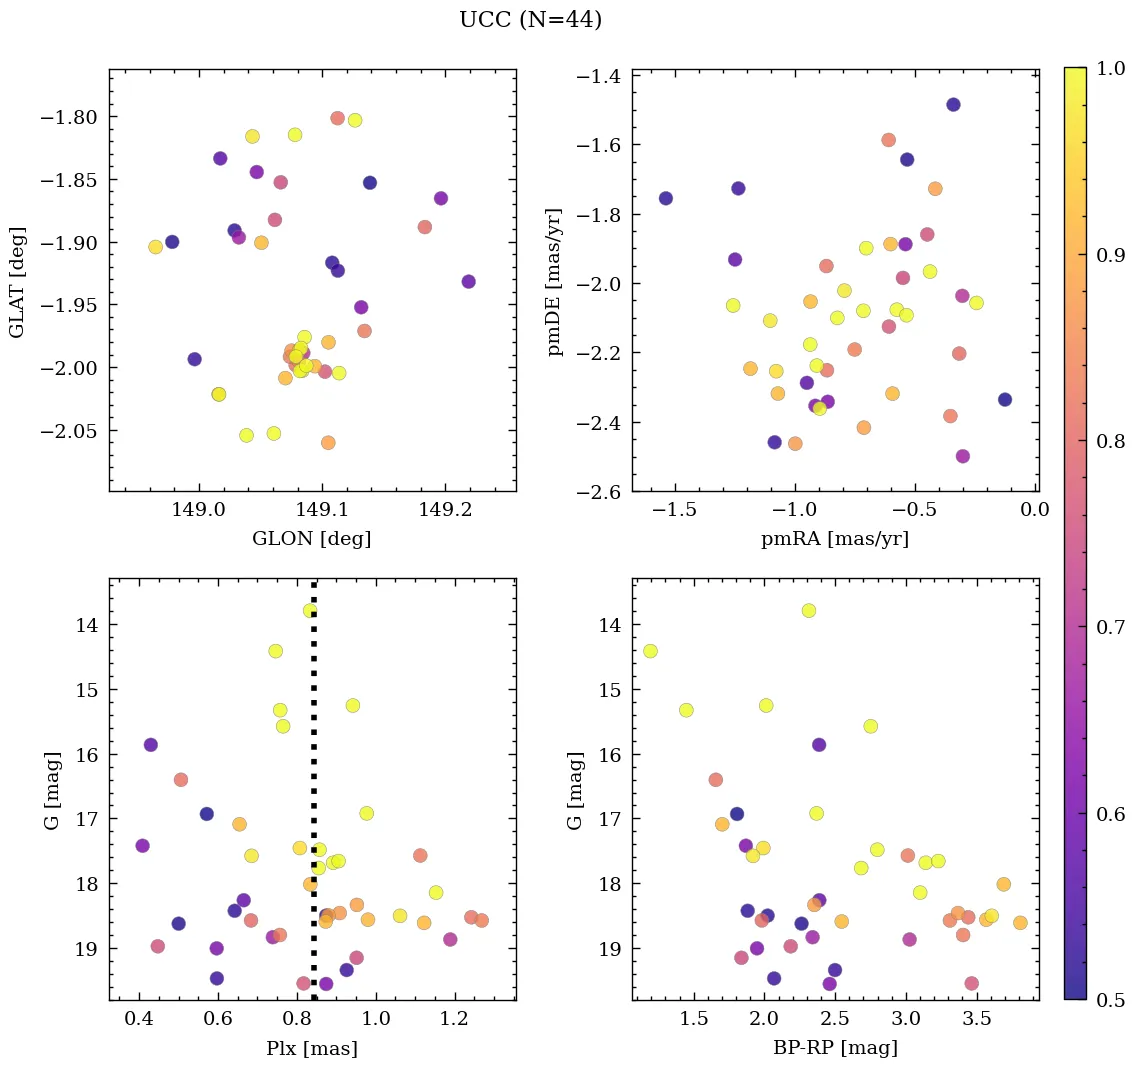 UCC (N=44)
−1.80
−1.85
−1.90
−1.95
−2.00
−2.05
GLAT [deg]
149.0 149.1 149.2
GLON [deg]
−1.4
−1.6
−1.8
−2.0
−2.2
−2.4
−2.6
pmDE [mas/yr]
−1.5 −1.0 −0.5 0.0
pmRA [mas/yr]
14
15
16
17
18
19
G [mag]
0.4 0.6 0.8 1.0 1.2
Plx [mas]
14
15
16
17
18
19
G [mag]
1.5 2.0 2.5 3.0 3.5
BP-RP [mag]
1.0
0.9
0.8
0.7
0.6
0.5